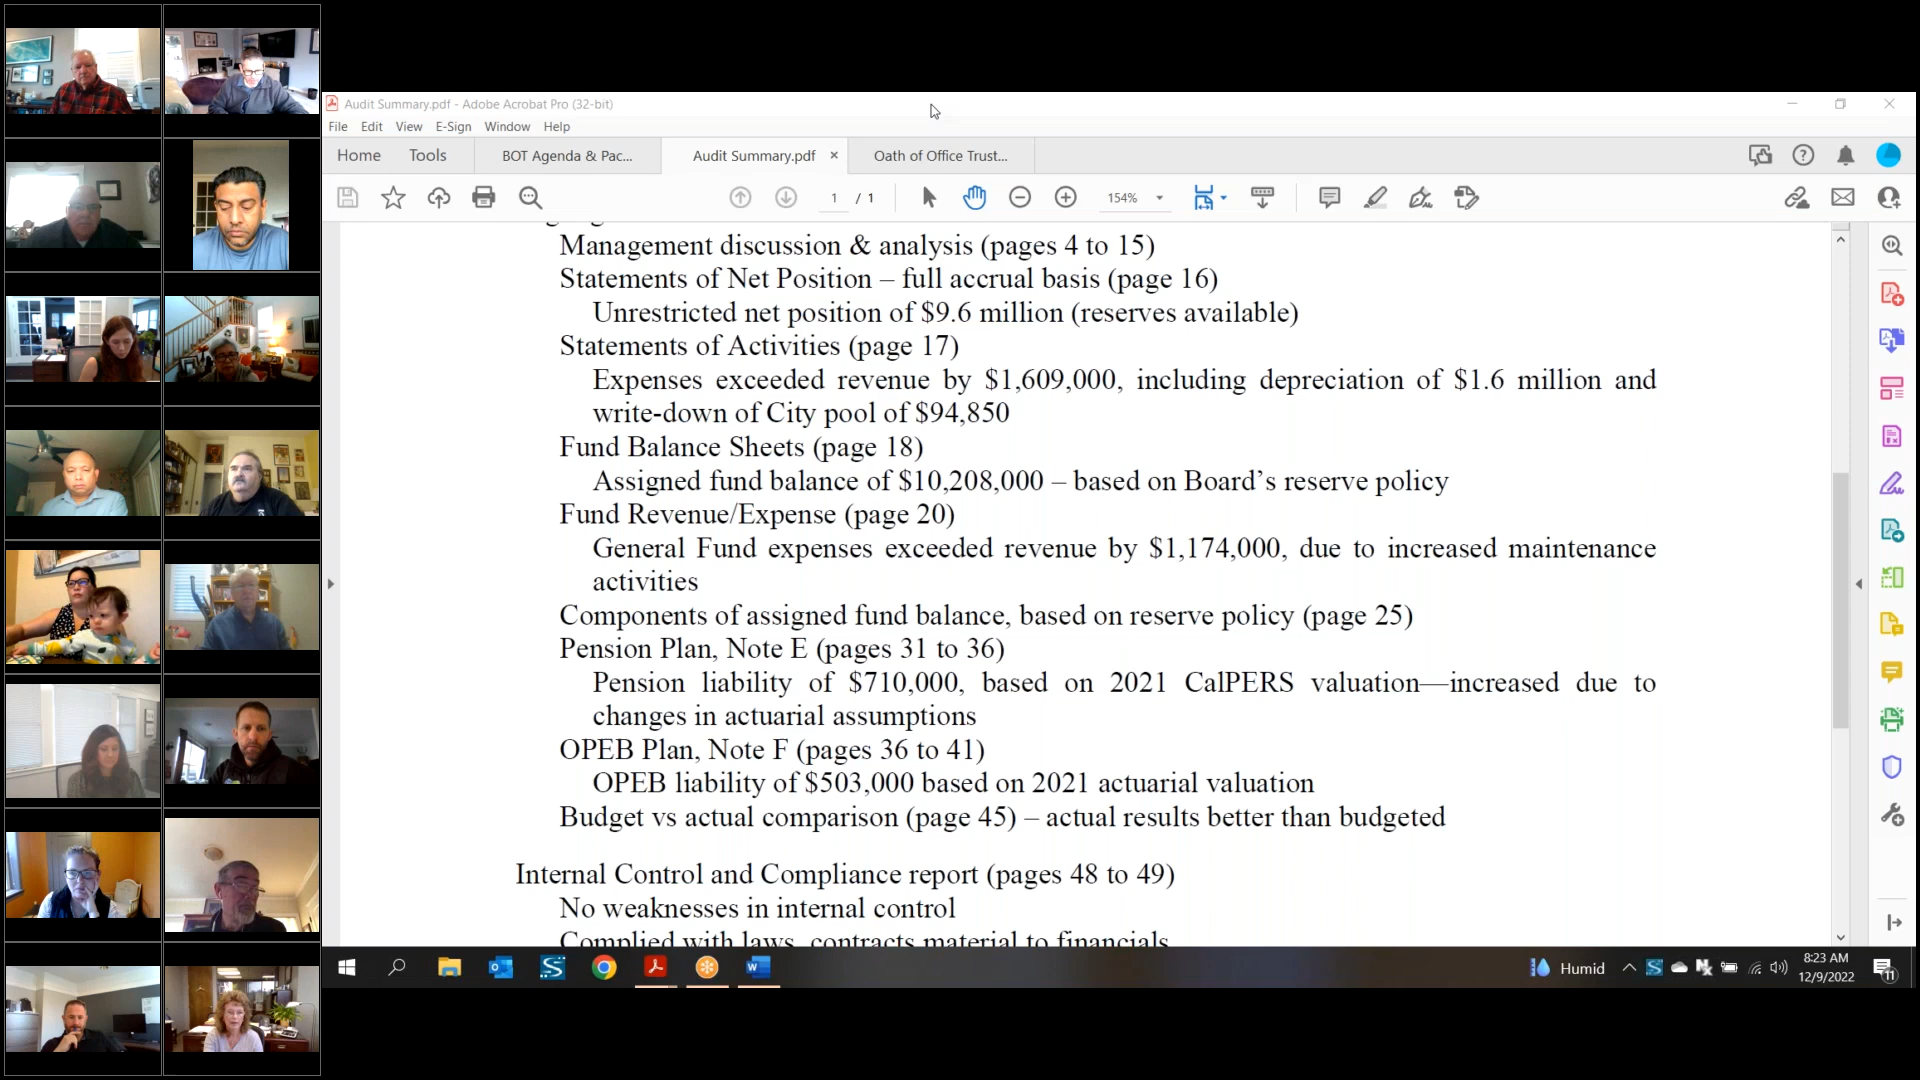 Audit Summary.pdf - Adobe Acrobat Pro (32-bit)
File Edit View E-Sign Window Help
Home Tools BOT Agenda & Pac... Audit Summary.pdf × Oath of Office Trust...
1 / 1 154%
Management discussion & analysis (pages 4 to 15)
Statements of Net Position – full accrual basis (page 16)
Unrestricted net position of $9.6 million (reserves available)
Statements of Activities (page 17)
Expenses exceeded revenue by $1,609,000, including depreciation of $1.6 million and
write-down of City pool of $94,850
Fund Balance Sheets (page 18)
Assigned fund balance of $10,208,000 – based on Board’s reserve policy
Fund Revenue/Expense (page 20)
General Fund expenses exceeded revenue by $1,174,000, due to increased maintenance
activities
Components of assigned fund balance, based on reserve policy (page 25)
Pension Plan, Note E (pages 31 to 36)
Pension liability of $710,000, based on 2021 CalPERS valuation—increased due to
changes in actuarial assumptions
OPEB Plan, Note F (pages 36 to 41)
OPEB liability of $503,000 based on 2021 actuarial valuation
Budget vs actual comparison (page 45) – actual results better than budgeted
Internal Control and Compliance report (pages 48 to 49)
No weaknesses in internal control
Complied with laws, contracts material to financials
Humid
8:23 AM
12/9/2022
11